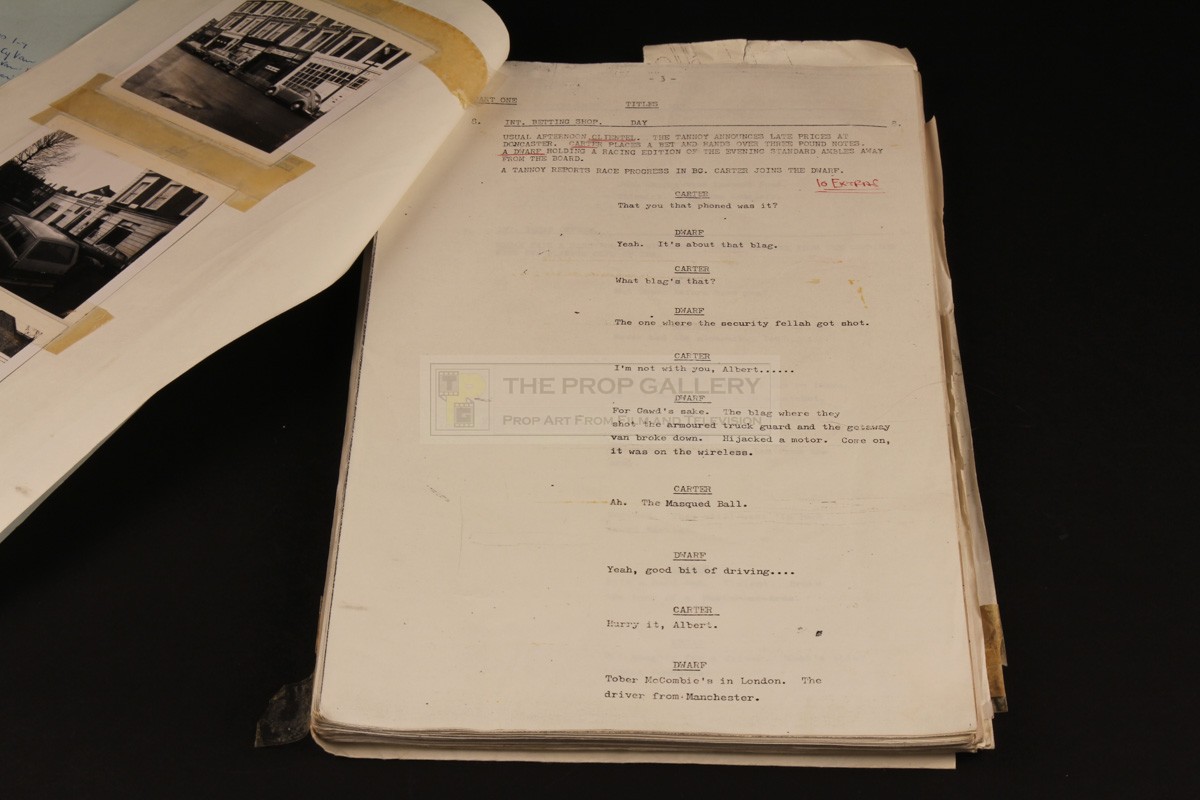 - 3 -
ART ONE
TITLES
INT. BETTING SHOP. DAY
USUAL AFTERNOON CLIENTEL. THE TANNOY ANNOUNCES LATE PRICES AT
DONCASTER. CARTER PLACES A BET AND HANDS OVER THREE POUND NOTES.
A DWARF HOLDING A RACING EDITION OF THE EVENING STANDARD AMBLES AWAY
FROM THE BOARD.
A TANNOY REPORTS RACE PROGRESS IN BG. CARTER JOINS THE DWARF.
10 EXTRAS
CARTER
That you that phoned was it?
DWARF
Yeah. It's about that blag.
CARTER
What blag's that?
DWARF
The one where the security fellah got shot.
CARTER
I'm not with you, Albert......
THE PROP GALLERY
PROP ART FROM FILM AND TELEVISION
DWARF
For Gawd's sake. The blag where they
shot the armoured truck guard and the getaway
van broke down. Hijacked a motor. Come on,
it was on the wireless.
CARTER
Ah. The Masqued Ball.
DWARF
Yeah, good bit of driving....
CARTER
Hurry it, Albert.
DWARF
Tober McCombie's in London. The
driver from Manchester.